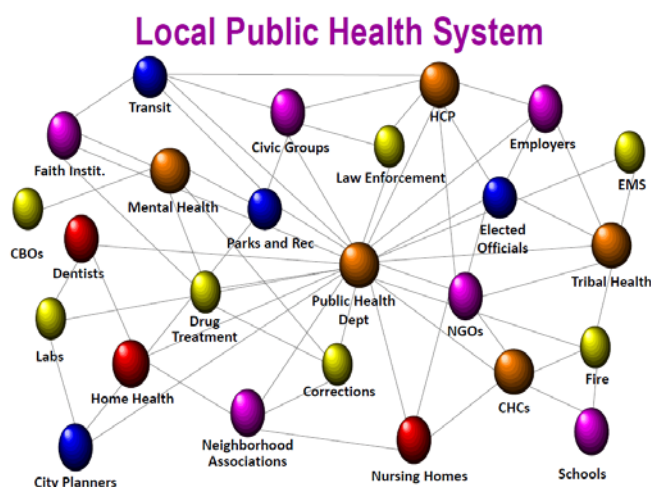 Local Public Health System
Transit
HCP
Civic Groups
Employers
Faith Instit.
Law Enforcement
EMS
Mental Health
CBOs
Parks and Rec
Elected
Officials
Dentists
Public Health
Dept
Tribal Health
Drug
Treatment
NGOs
Labs
Home Health
Corrections
CHCs
Fire
Neighborhood
Associations
City Planners
Nursing Homes
Schools